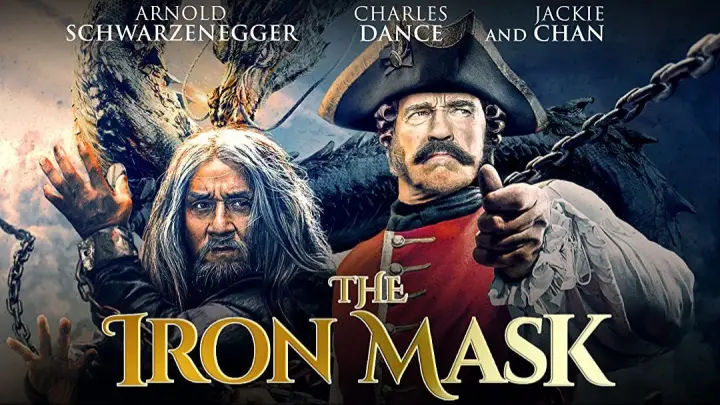 ARNOLD SCHWARZENEGGER
CHARLES DANCE
AND JACKIE CHAN
THE
IRON MASK